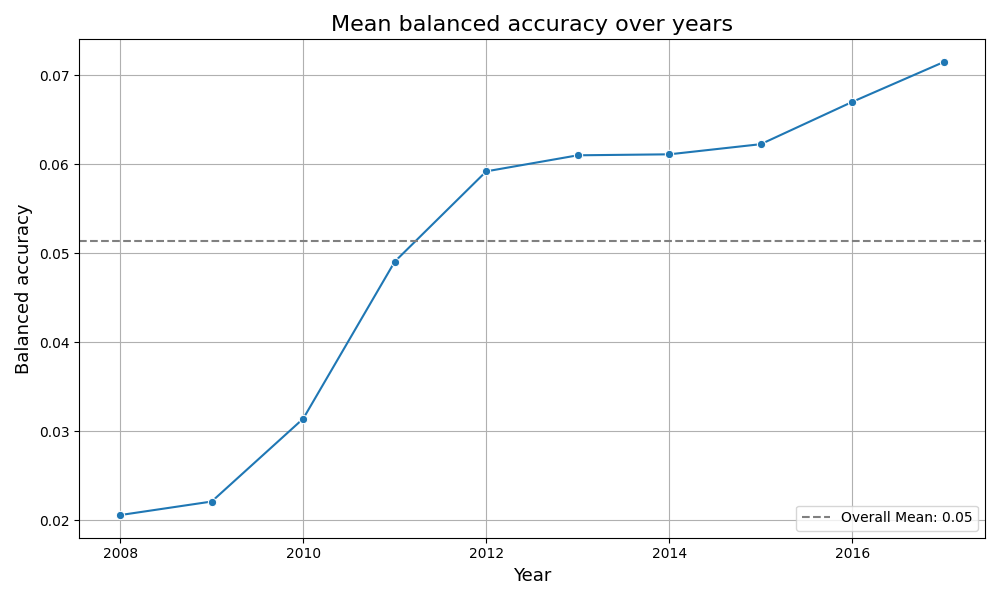 Mean balanced accuracy over years
Balanced accuracy
0.07
0.06
0.05
0.04
0.03
0.02
Overall Mean: 0.05
2008 2010 2012 2014 2016
Year